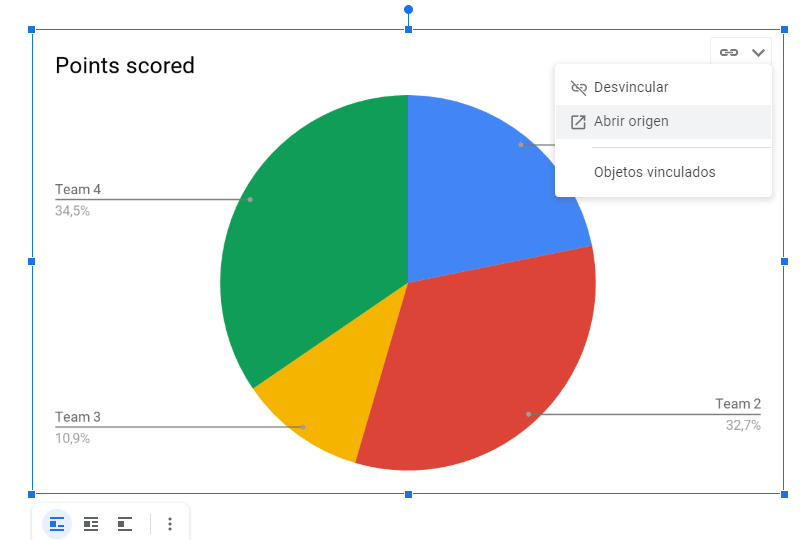 Points scored
Desvincular
Abrir origen
Objetos vinculados
Team 4
34,5%
Team 3
10,9%
Team 2
32,7%